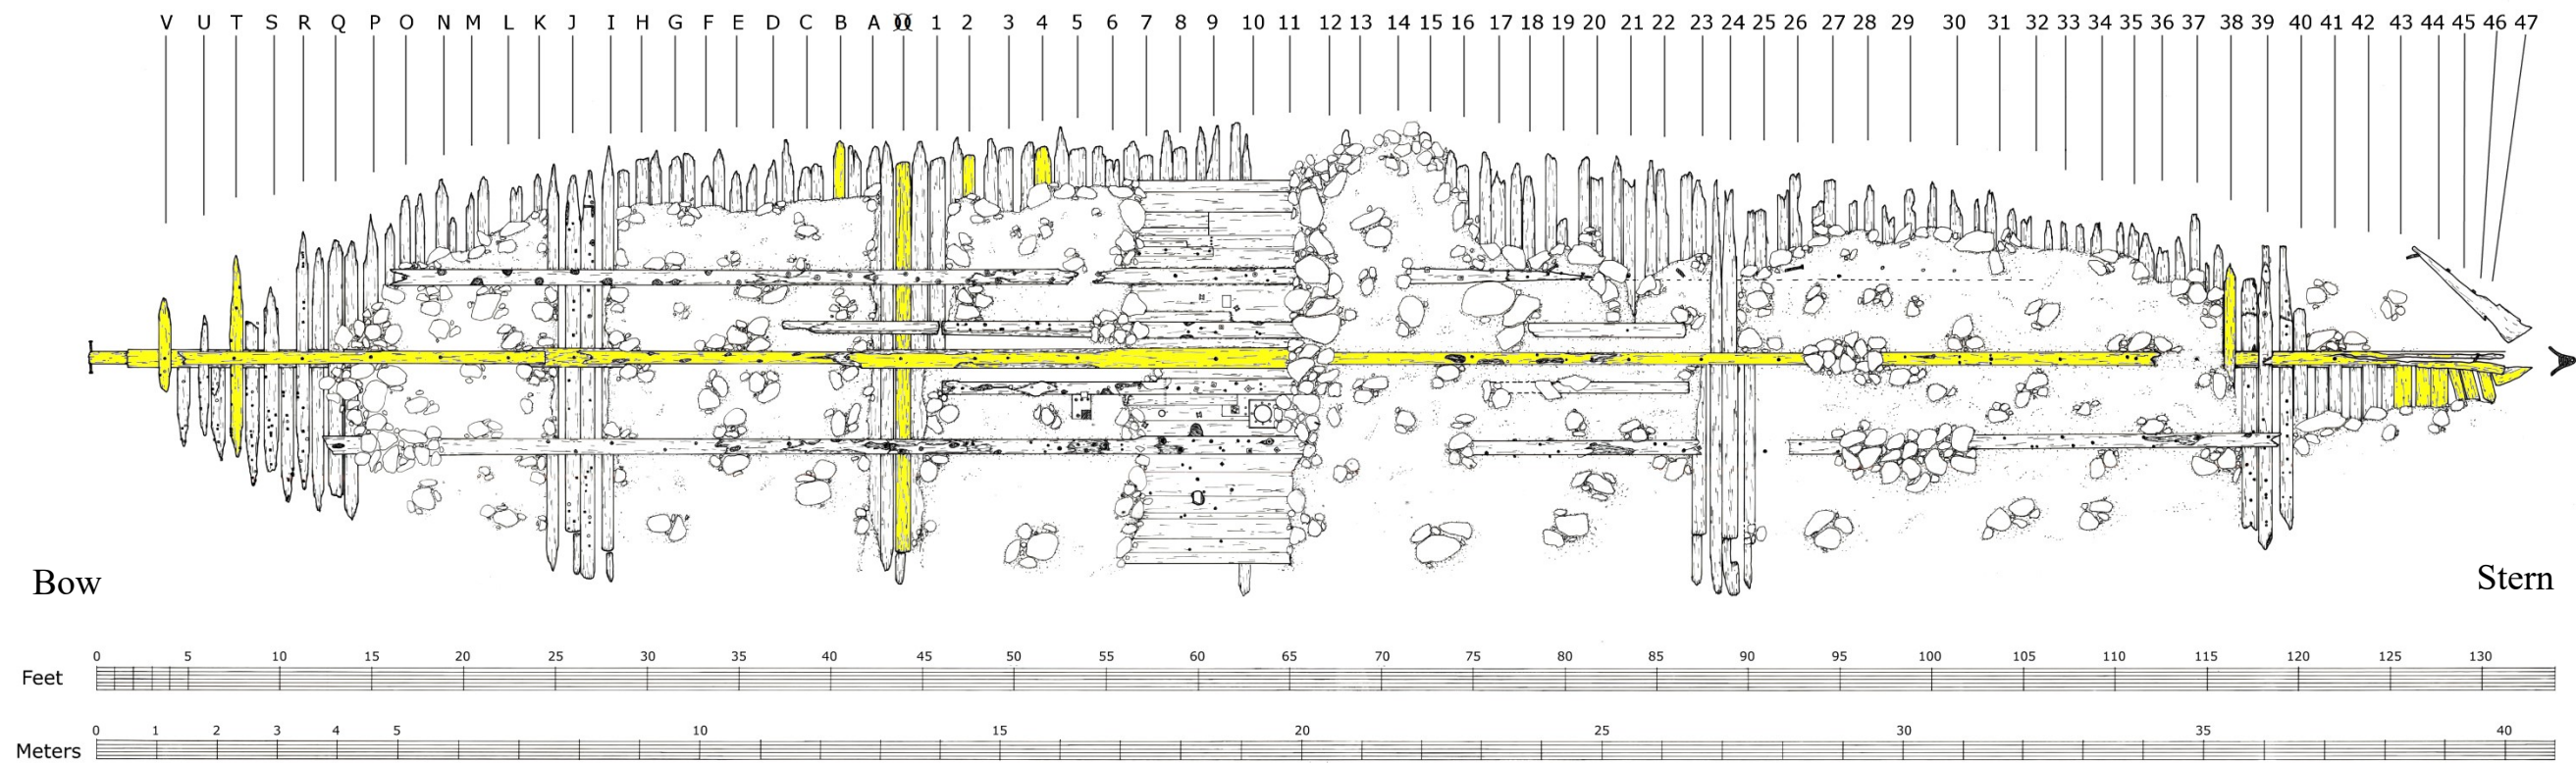 V U T S R Q P O N M L K J I H G F E D C B A 1 2 3 4 5 6 7 8 9 10 11 12 13 14 15 16 17 18 19 20 21 22 23 24 25 26 27 28 29 30 31 32 33 34 35 36 37 38 39 40 41 42 43 44 45 46 47
Bow Stern
0 5 10 15 20 25 30 35 40 45 50 55 60 65 70 75 80 85 90 95 100 105 110 115 120 125 130
Feet
0 1 2 3 4 5 10 15 20 25 30 35 40
Meters